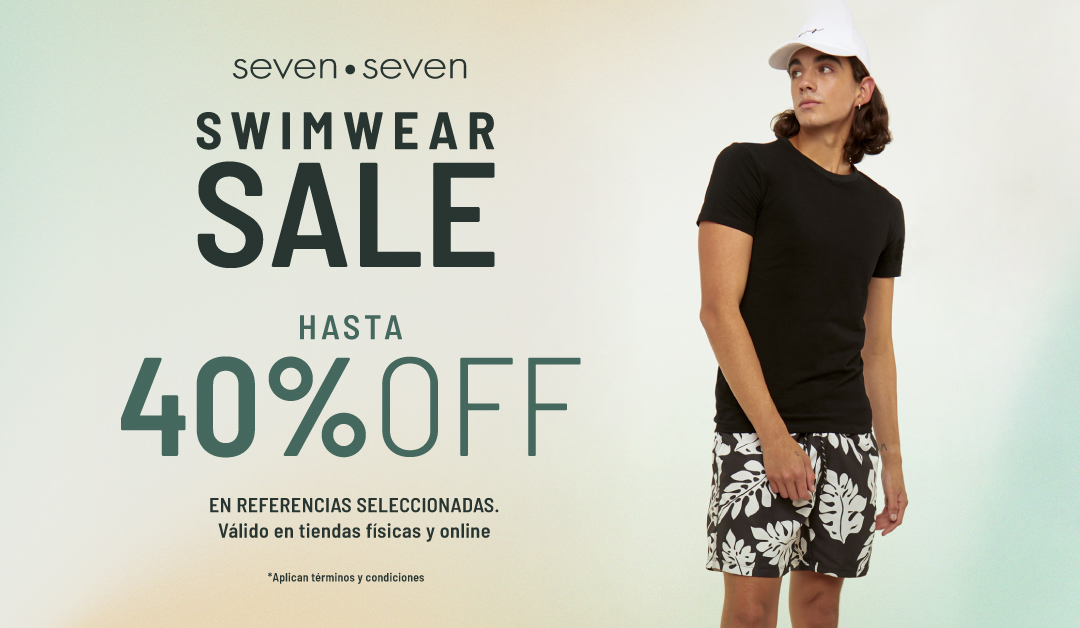 seven•seven
SWIMWEAR
SALE
HASTA
40%OFF
EN REFERENCIAS SELECCIONADAS.
Válido en tiendas físicas y online
*Aplican términos y condiciones